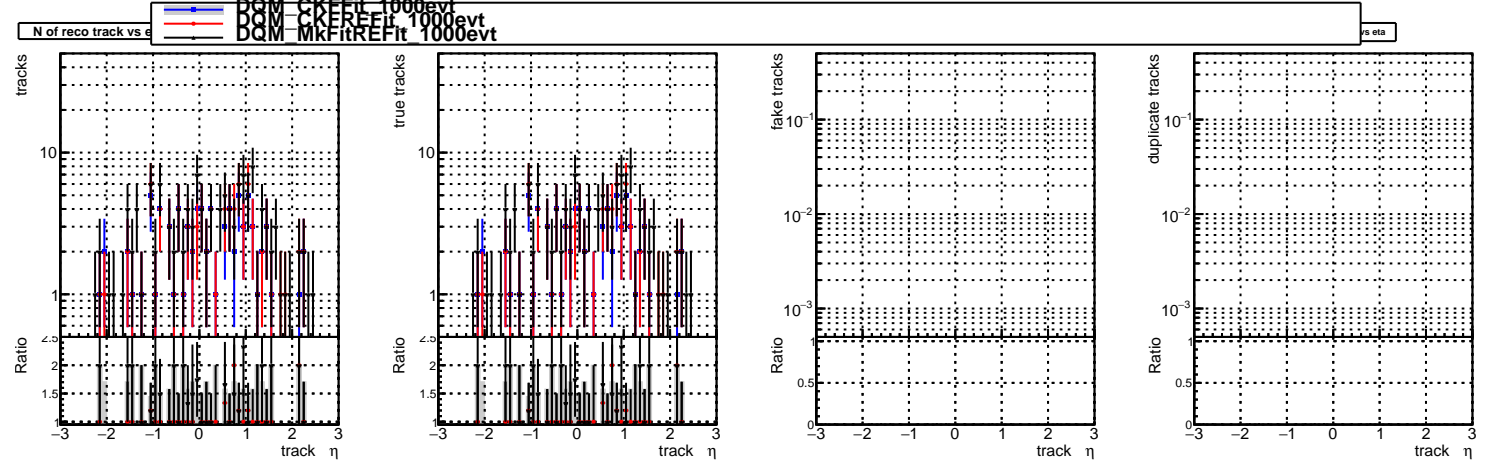 DQM_CKFFit_1000evt
DQM_CKFREFit_1000evt
DQM_MkFitREFit_1000evt
N of reco track vs e
vs eta
tracks
10
1
Ratio
2.5
2
1.5
1
−3 −2 −1 0 1 2 3
track η
true tracks
10
1
Ratio
2.5
2
1.5
1
−3 −2 −1 0 1 2 3
track η
fake tracks
10−1
10−2
10−3
Ratio
1
0.5
0
−3 −2 −1 0 1 2 3
track η
duplicate tracks
10−1
10−2
10−3
Ratio
1
0.5
0
−3 −2 −1 0 1 2 3
track η